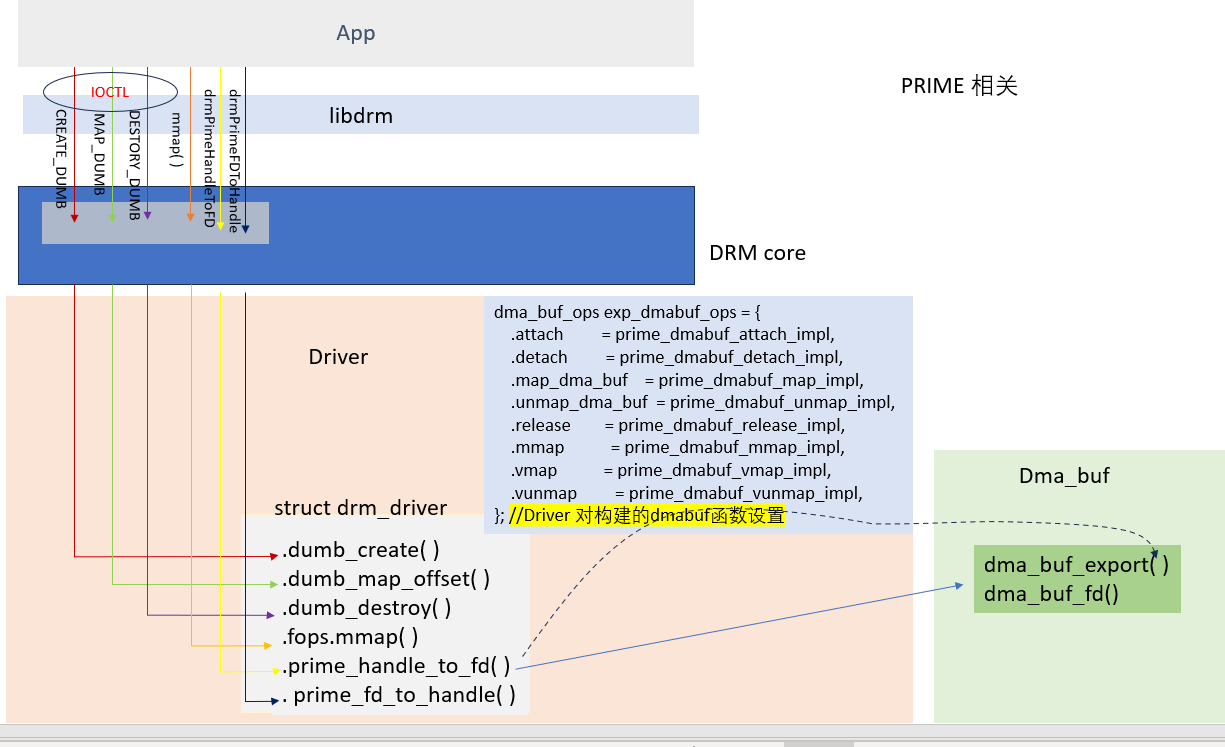 App
PRIME 相关
IOCTL
libdrm
CREATE_DUMB
MAP_DUMB
DESTORY_DUMB
mmap( )
drmPimeHandleToFD
drmPrimeFDToHandle
DRM core
Driver
dma_buf_ops exp_dmabuf_ops = {
.attach = prime_dmabuf_attach_impl,
.detach = prime_dmabuf_detach_impl,
.map_dma_buf = prime_dmabuf_map_impl,
.unmap_dma_buf = prime_dmabuf_unmap_impl,
.release = prime_dmabuf_release_impl,
.mmap = prime_dmabuf_mmap_impl,
.vmap = prime_dmabuf_vmap_impl,
.vunmap = prime_dmabuf_vunmap_impl,
}; //Driver 对构建的dmabuf函数设置
struct drm_driver
.dumb_create( )
.dumb_map_offset( )
.dumb_destroy( )
.fops.mmap( )
.prime_handle_to_fd( )
. prime_fd_to_handle( )
Dma_buf
dma_buf_export( )
dma_buf_fd()